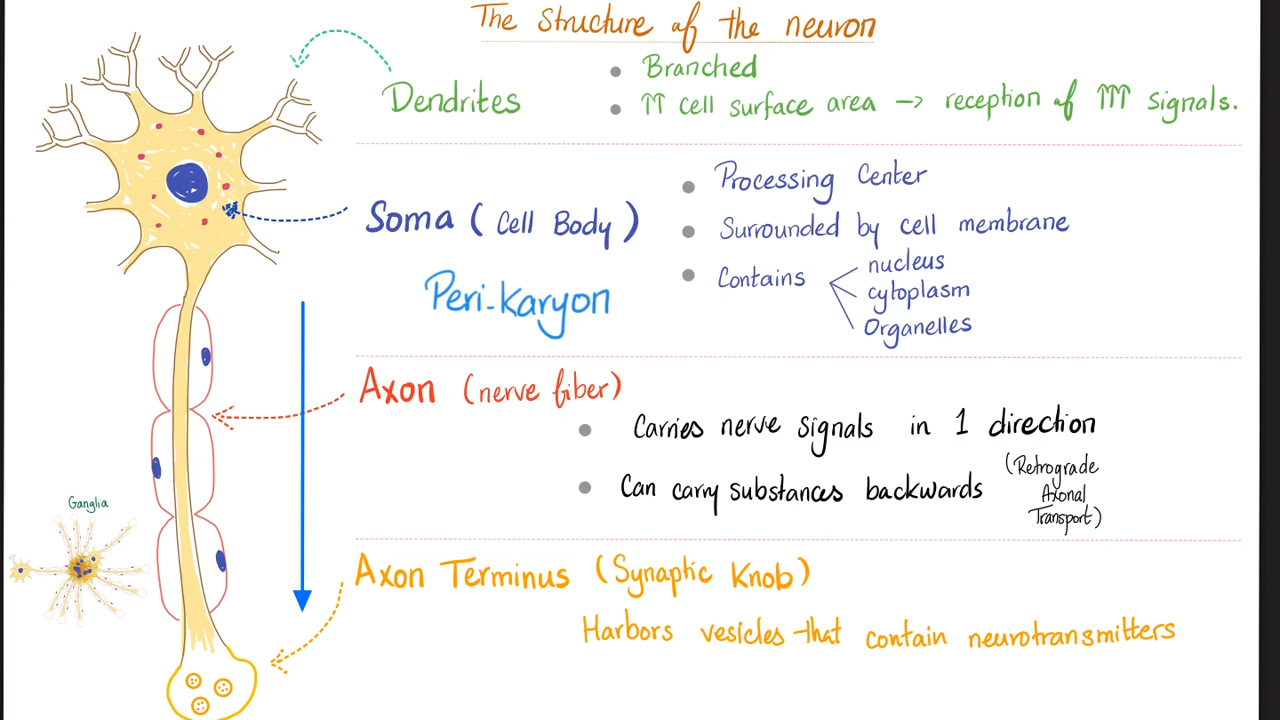 The Structure of the neuron
Dendrites
Branched
⇈ cell surface area → reception of ↑↑↑ signals.
Soma (Cell Body)
Peri-Karyon
Processing Center
Surrounded by cell membrane
Contains
nucleus
cytoplasm
Organelles
Axon (nerve fiber)
Carries nerve signals in 1 direction
Can carry substances backwards (Retrograde
Axonal
Transport)
Ganglia
Axon Terminus (Synaptic Knob)
Harbors vesicles that contain neurotransmitters